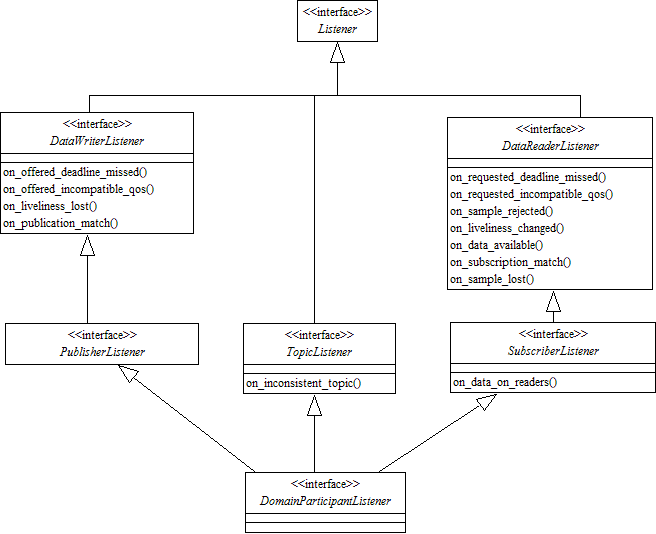 <<interface>>
Listener
<<interface>>
DataWriterListener
on_offered_deadline_missed()
on_offered_incompatible_qos()
on_liveliness_lost()
on_publication_match()
<<interface>>
DataReaderListener
on_requested_deadline_missed()
on_requested_incompatible_qos()
on_sample_rejected()
on_liveliness_changed()
on_data_available()
on_subscription_match()
on_sample_lost()
<<interface>>
PublisherListener
<<interface>>
TopicListener
on_inconsistent_topic()
<<interface>>
SubscriberListener
on_data_on_readers()
<<interface>>
DomainParticipantListener